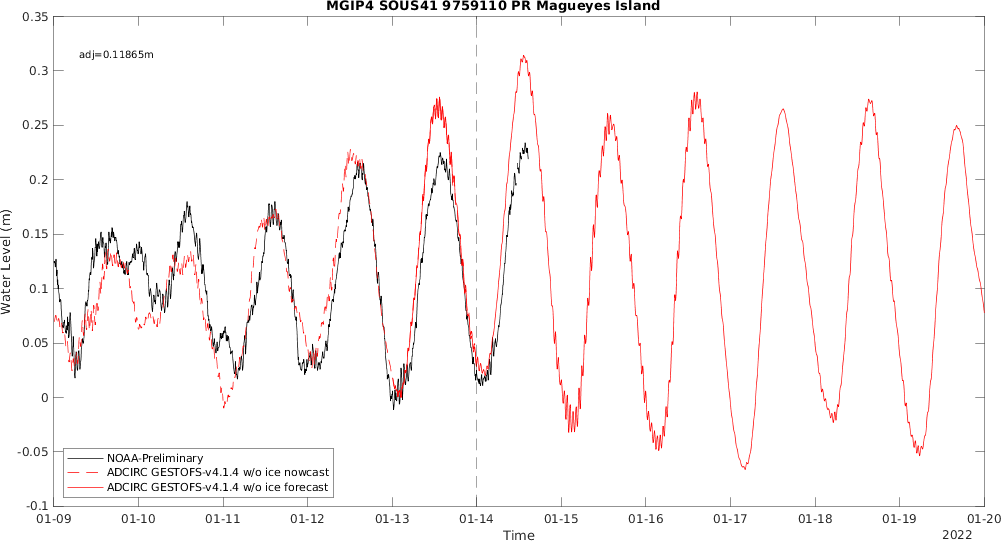 MGIP4 SOUS41 9759110 PR Magueyes Island
adj=0.11865m
0.35
0.3
0.25
0.2
0.15
0.1
0.05
0
-0.05
-0.1
Water Level (m)
NOAA-Preliminary
ADCIRC GESTOFS-v4.1.4 w/o ice nowcast
ADCIRC GESTOFS-v4.1.4 w/o ice forecast
01-09 01-10 01-11 01-12 01-13 01-14 01-15 01-16 01-17 01-18 01-19 01-20
Time
2022